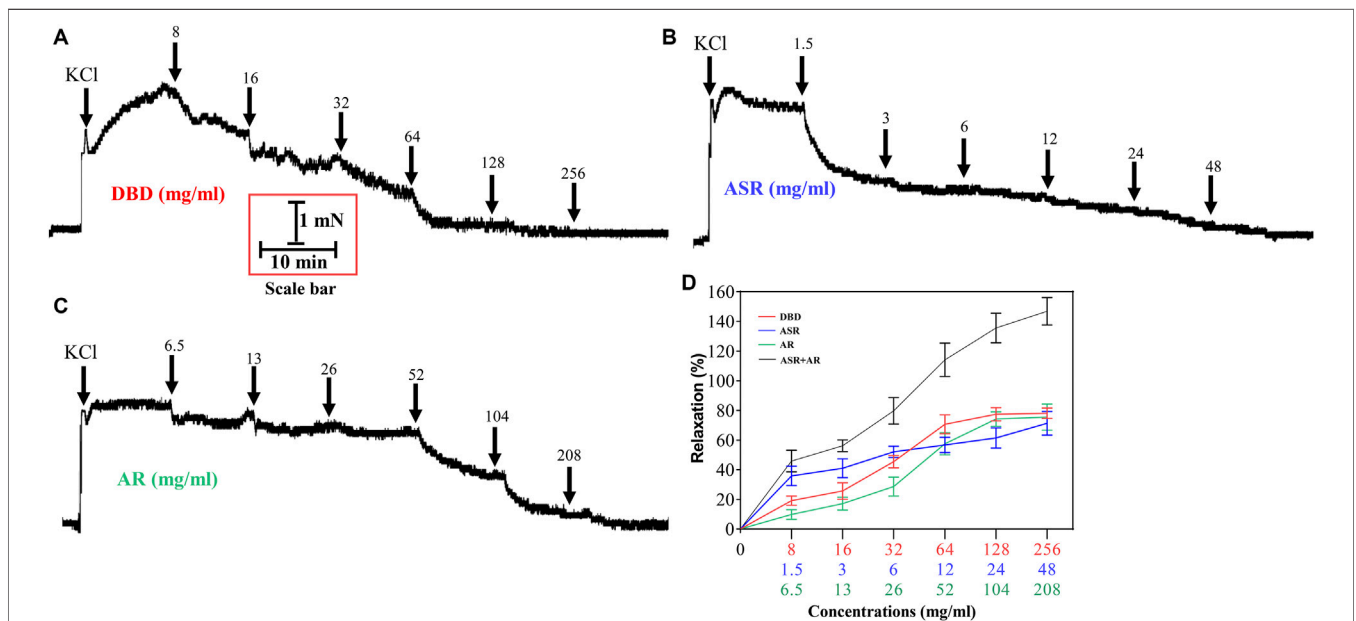 A
KCl
8
16
32
64
128
256
DBD (mg/ml)
1 mN
10 min
Scale bar
B
KCl
1.5
3
6
12
24
48
ASR (mg/ml)
C
KCl
6.5
13
26
52
104
208
AR (mg/ml)
D
Relaxation (%)
160
140
120
100
80
60
40
20
0
DBD
ASR
AR
ASR+AR
0 8 16 32 64 128 256
1.5 3 6 12 24 48
6.5 13 26 52 104 208
Concentrations (mg/ml)